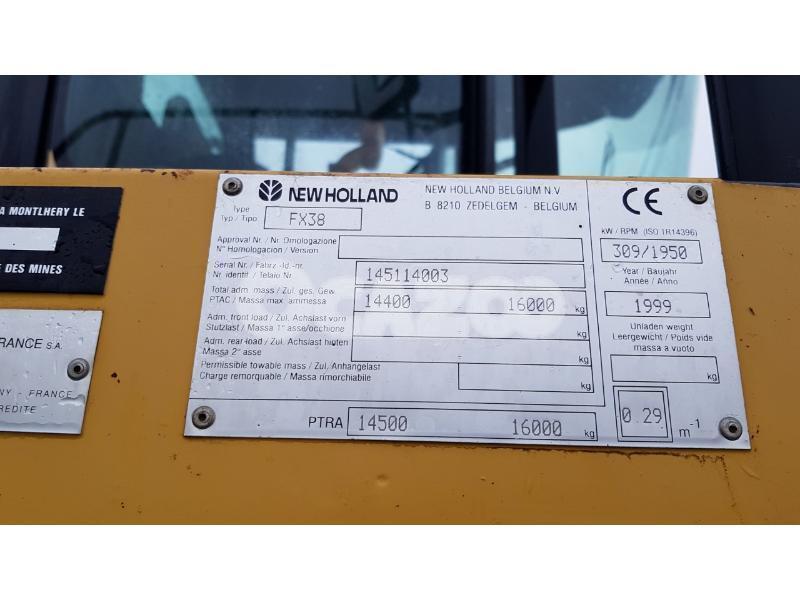 NEW HOLLAND
NEW HOLLAND BELGIUM N.V
B 8210 ZEDELGEM - BELGIUM
CE
Type
Typ / Tipo
FX38
kW / RPM (ISO TR14396)
309/1950
Approval Nr. / Nr. Omologazione
N° Homologacion / Version
Serial Nr. / Fahrz.-Id.-nr.
Nr. identif. / Telaio Nr.
145114003
Year / Baujahr
Année / Anno
1999
Total adm. mass / Zul. ges. Gew.
PTAC / Massa max. ammessa
14400 16000 kg
Adm. front load / Zul. Achslast vorn
Stutzlast / Massa 1° asse/occhione
kg
Unladen weight
Leergewicht / Poids vide
massa a vuoto
kg
Adm. rear load / Zul. Achslast hinten
Massa 2° asse
kg
Permissible towable mass / Zul. Anhangelast
Charge remorquable / Massa rimorchiabile
kg
PTRA 14500 16000 kg
0.29 m-1
A MONTLHERY LE
E DES MINES
RANCE S.A.
NY - FRANCE
REDITE